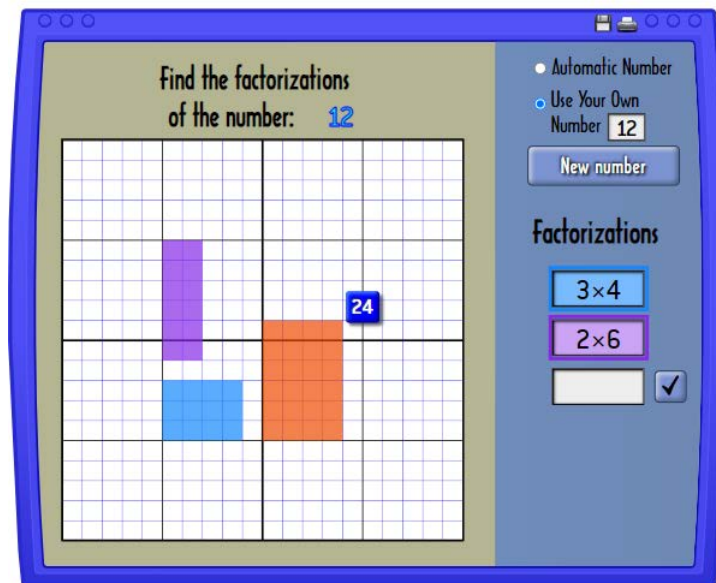 Find the factorizations
of the number: 12
24
Automatic Number
Use Your Own
Number 12
New number
Factorizations
3×4
2×6